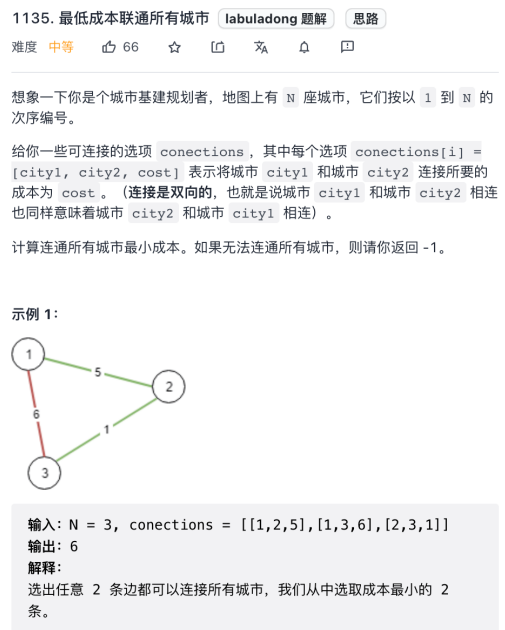 1135. 最低成本联通所有城市 labuladong 题解 思路
难度 中等 66
想象一下你是个城市基建规划者，地图上有 N 座城市，它们按以 1 到 N 的
次序编号。
给你一些可连接的选项 conections，其中每个选项 conections[i] =
[city1, city2, cost] 表示将城市 city1 和城市 city2 连接所要的
成本为 cost。（连接是双向的，也就是说城市 city1 和城市 city2 相连
也同样意味着城市 city2 和城市 city1 相连）。
计算连通所有城市最小成本。如果无法连通所有城市，则请你返回 -1。
示例 1：
1
5
2
6
1
3
输入：N = 3, conections = [[1,2,5],[1,3,6],[2,3,1]]
输出：6
解释：
选出任意 2 条边都可以连接所有城市，我们从中选取成本最小的 2
条。